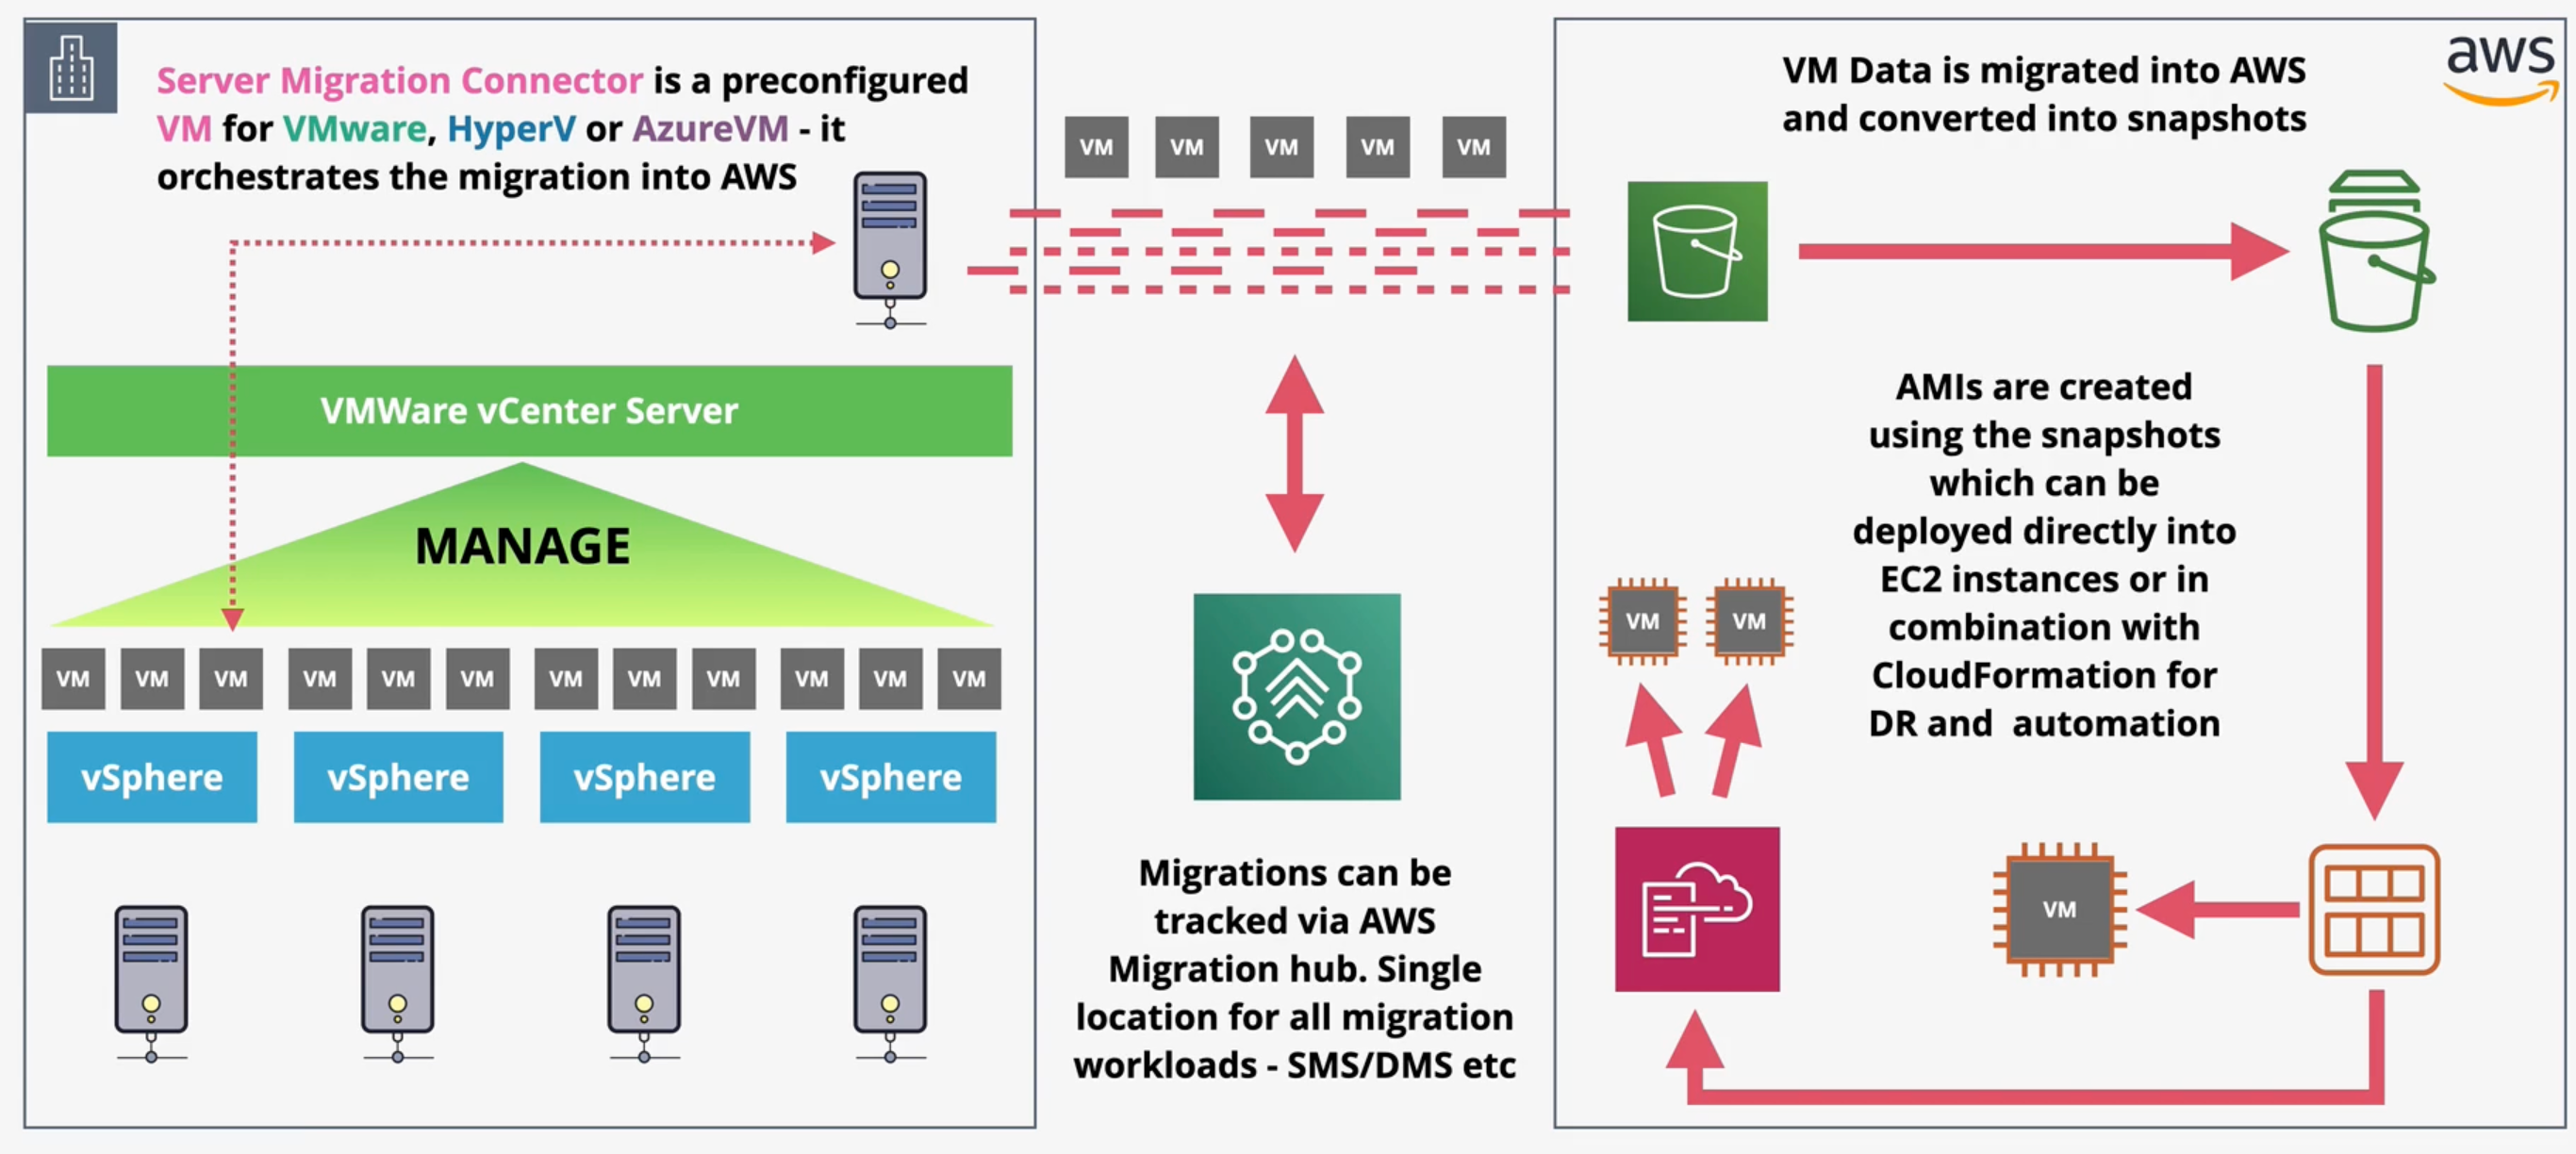 Server Migration Connector is a preconfigured
VM for VMware, HyperV or AzureVM - it
orchestrates the migration into AWS
VMWare vCenter Server
MANAGE
VM VM VM VM VM VM VM VM VM VM VM VM
vSphere vSphere vSphere vSphere
VM VM VM VM VM
Migrations can be
tracked via AWS
Migration hub. Single
location for all migration
workloads - SMS/DMS etc
aws
VM Data is migrated into AWS
and converted into snapshots
AMIs are created
using the snapshots
which can be
deployed directly into
EC2 instances or in
combination with
CloudFormation for
DR and  automation
VM VM
VM